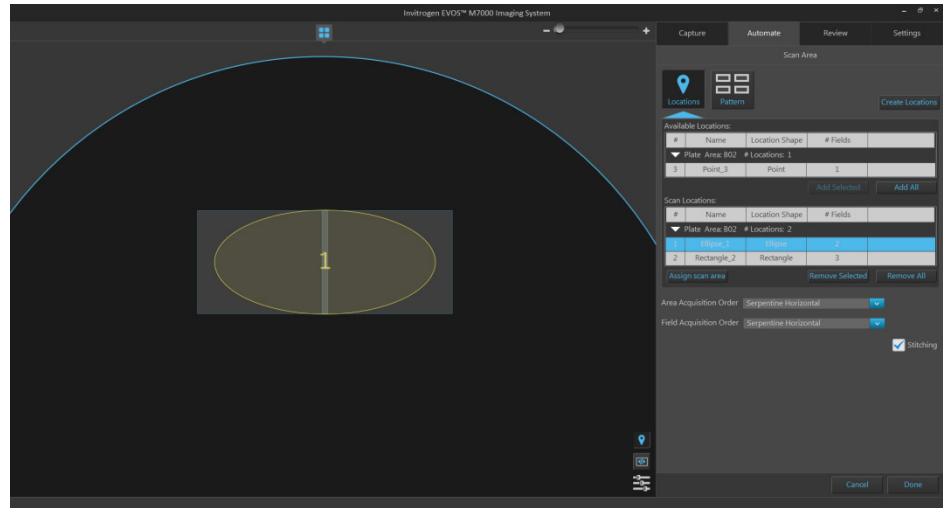 Invitrogen EVOS™ M7000 Imaging System
Capture Automate Review Settings
Scan Area
Locations Pattern Create Locations
Available Locations:
# Name Location Shape # Fields
Plate Area: B02 # Locations: 1
3 Point_3 Point 1
Add Selected Add All
Scan Locations:
# Name Location Shape # Fields
Plate Area: B02 # Locations: 2
1 Ellipse_1 Ellipse 2
2 Rectangle_2 Rectangle 3
Assign scan area Remove Selected Remove All
Area Acquisition Order Serpentine Horizontal
Field Acquisition Order Serpentine Horizontal
Stitching
1
Cancel Done